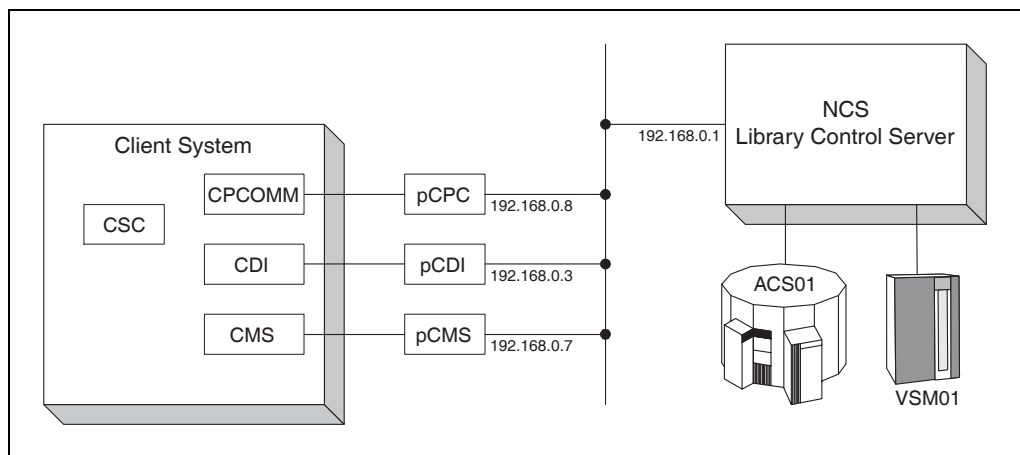 Client System
CSC
CPCOMM
CDI
CMS
pCPC
192.168.0.8
pCDI
192.168.0.3
pCMS
192.168.0.7
192.168.0.1
NCS
Library Control Server
ACS01
VSM01